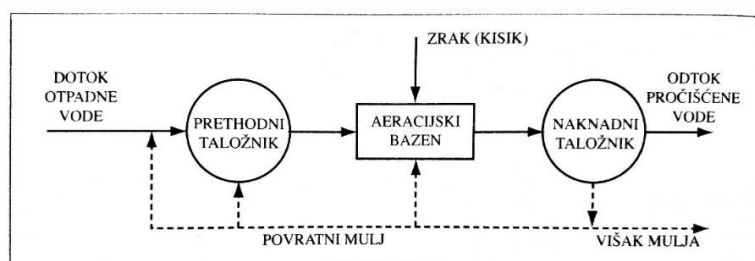 ZRAK (KISIK)
DOTOK
OTPADNE
VODE
ODTOK
PROČIŠĆENE
VODE
PRETHODNI
TALOŽNIK
AERACIJSKI
BAZEN
NAKNADNI
TALOŽNIK
POVRATNI MULJ
VIŠAK MULJA